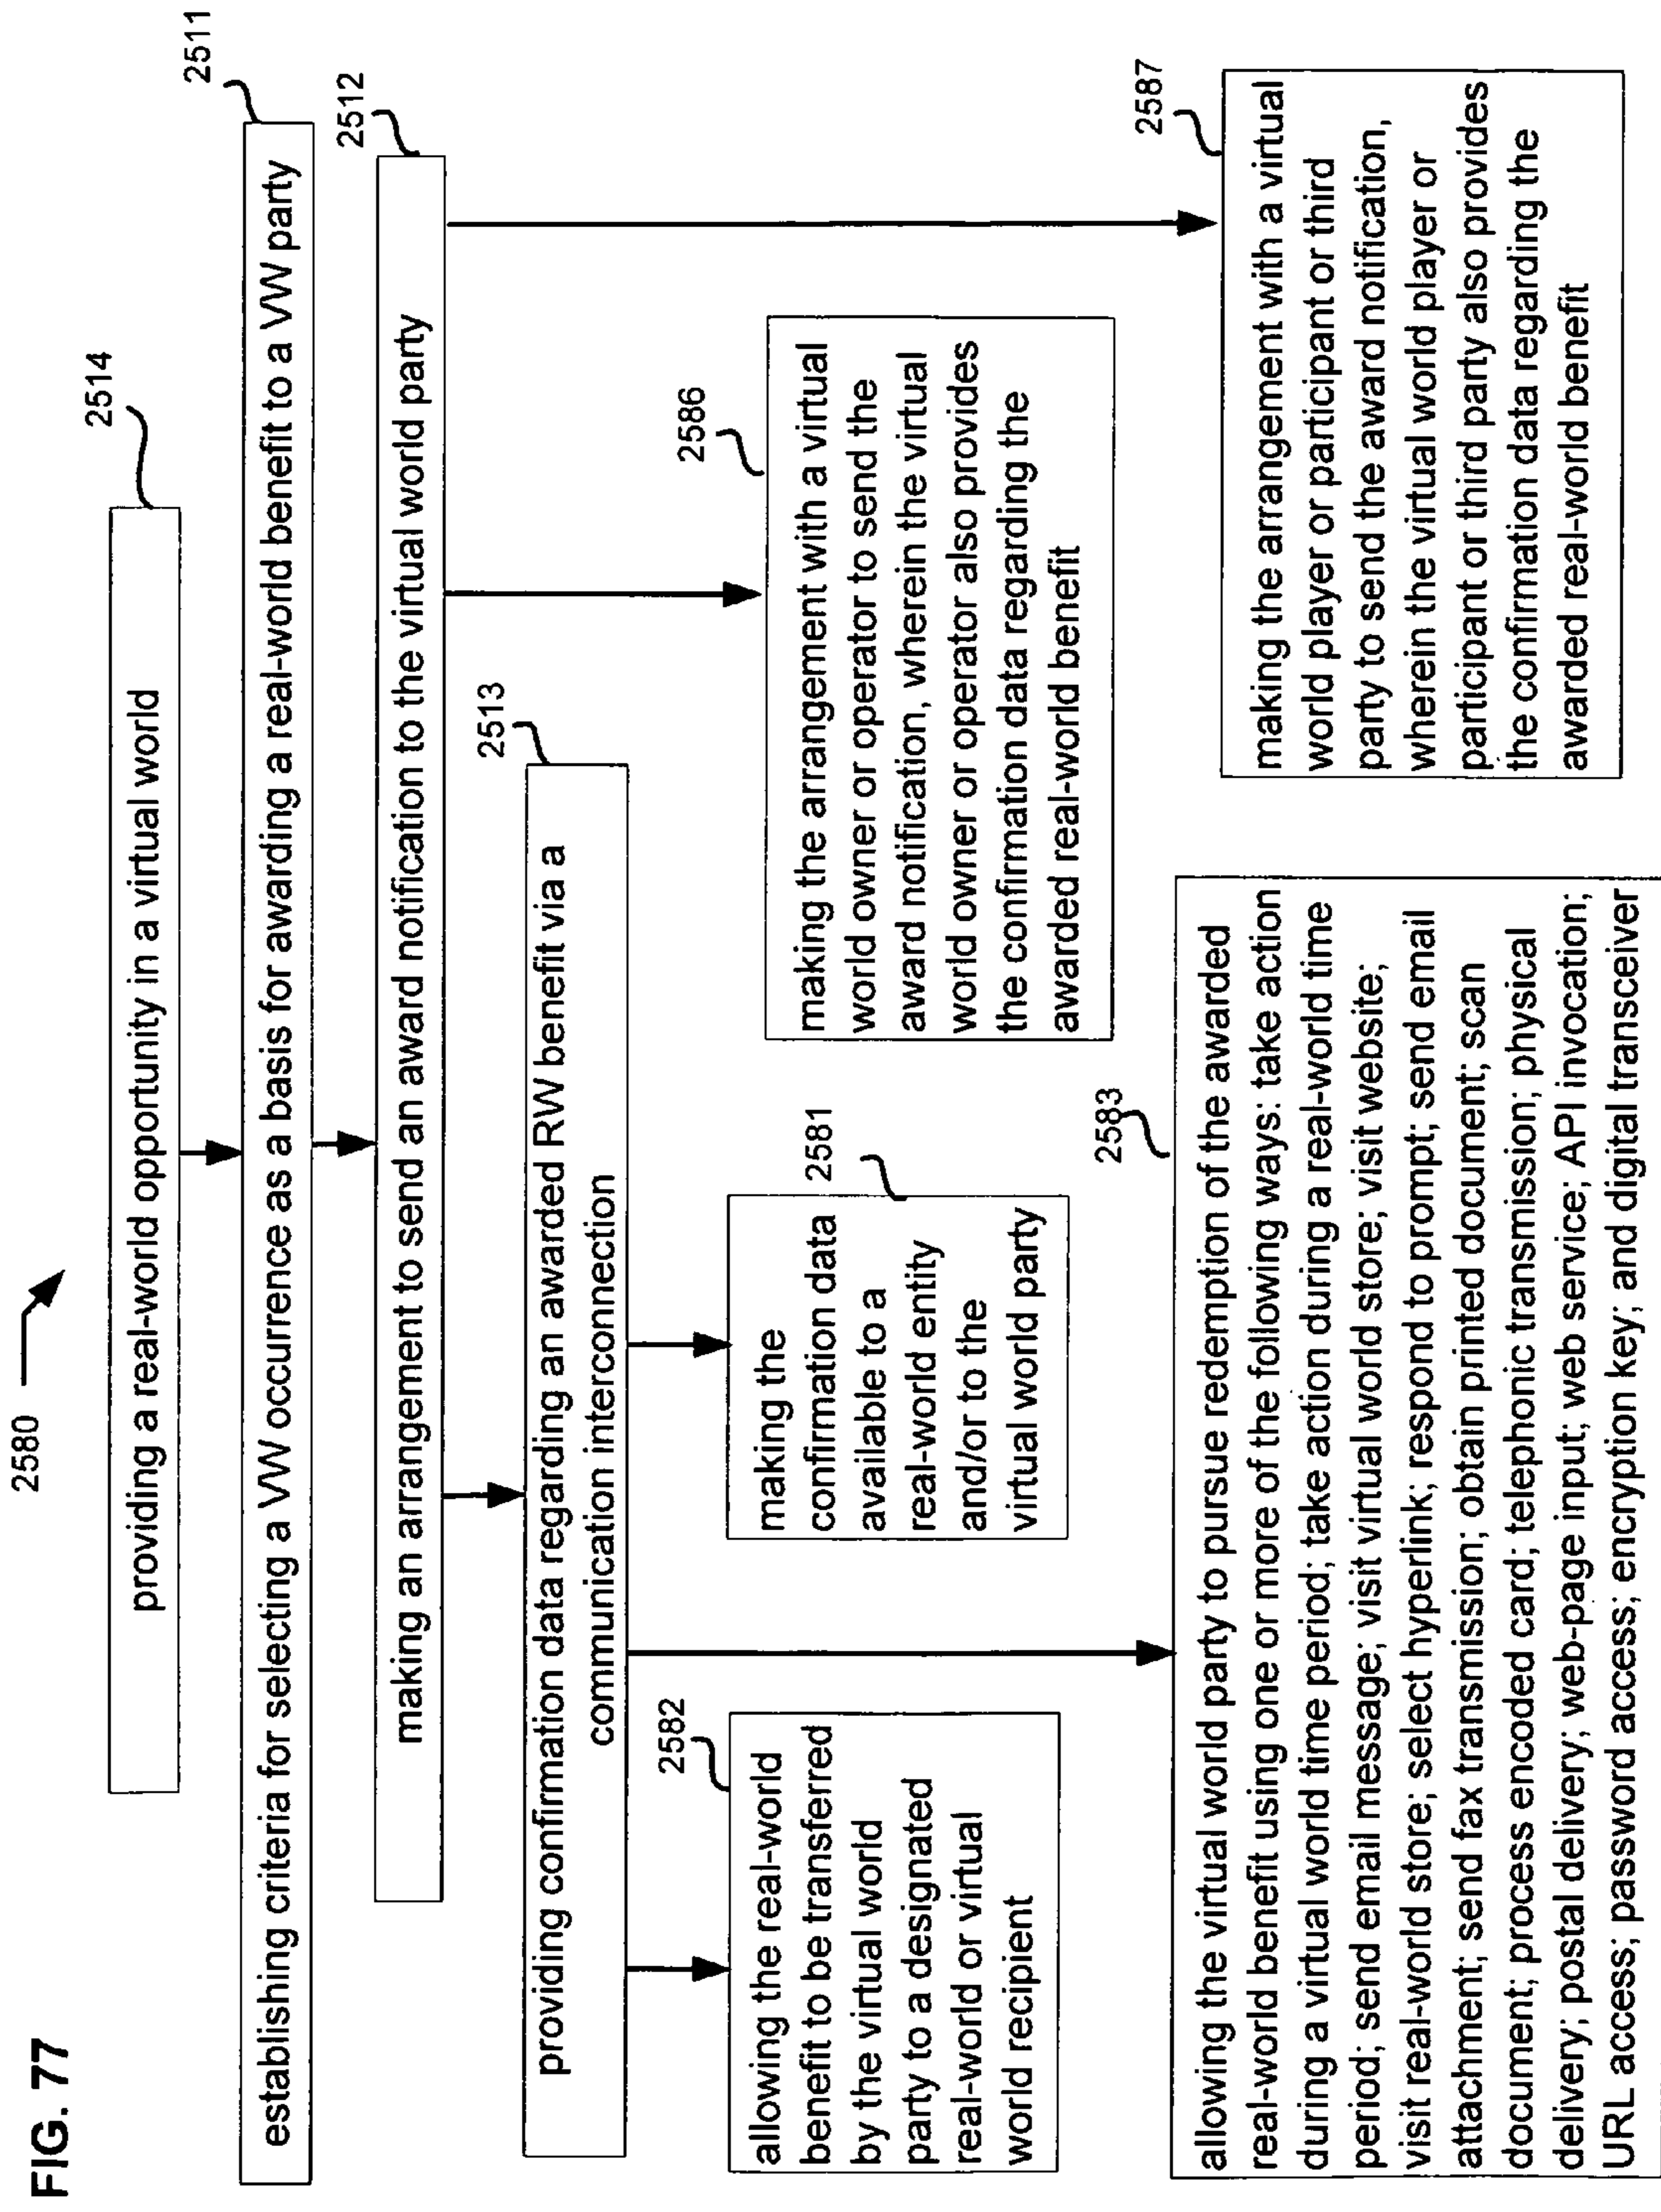 FIG. 77
2580
2514
providing a real-world opportunity in a virtual world
2511
establishing criteria for selecting a VW occurrence as a basis for awarding a real-world benefit to a VW party
2512
making an arrangement to send an award notification to the virtual world party
2513
providing confirmation data regarding an awarded RW benefit via a
communication interconnection
2582
allowing the real-world
benefit to be transferred
by the virtual world
party to a designated
real-world or virtual
world recipient
2581
making the
confirmation data
available to a
real-world entity
and/or to the
virtual world party
2586
making the arrangement with a virtual
world owner or operator to send the
award notification, wherein the virtual
world owner or operator also provides
the confirmation data regarding the
awarded real-world benefit
2583
allowing the virtual world party to pursue redemption of the awarded
real-world benefit using one or more of the following ways: take action
during a virtual world time period; take action during a real-world time
period; send email message; visit virtual world store; visit website;
visit real-world store; select hyperlink; respond to prompt; send email
attachment; send fax transmission; obtain printed document; scan
document; process encoded card; telephonic transmission; physical
delivery; postal delivery; web-page input; web service; API invocation;
URL access; password access; encryption key; and digital transceiver
2587
making the arrangement with a virtual
world player or participant or third
party to send the award notification,
wherein the virtual world player or
participant or third party also provides
the confirmation data regarding the
awarded real-world benefit